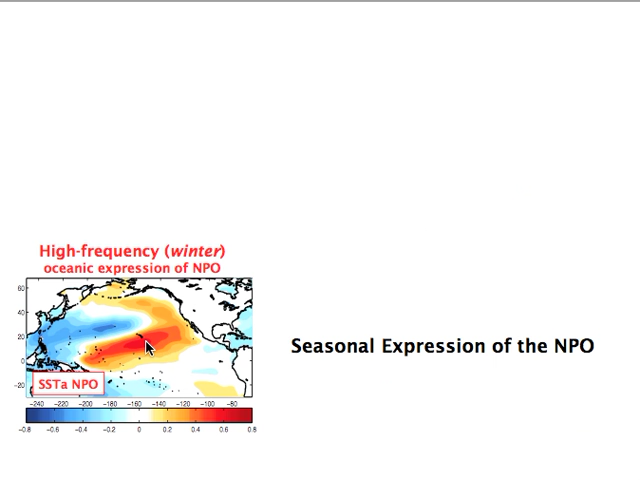 High-frequency (winter)
oceanic expression of NPO
60
40
20
0
−20
SSTa NPO
−240 −220 −200 −180 −160 −140 −120 −100 −80
−0.8 −0.6 −0.4 −0.2 0 0.2 0.4 0.6 0.8
Seasonal Expression of the NPO